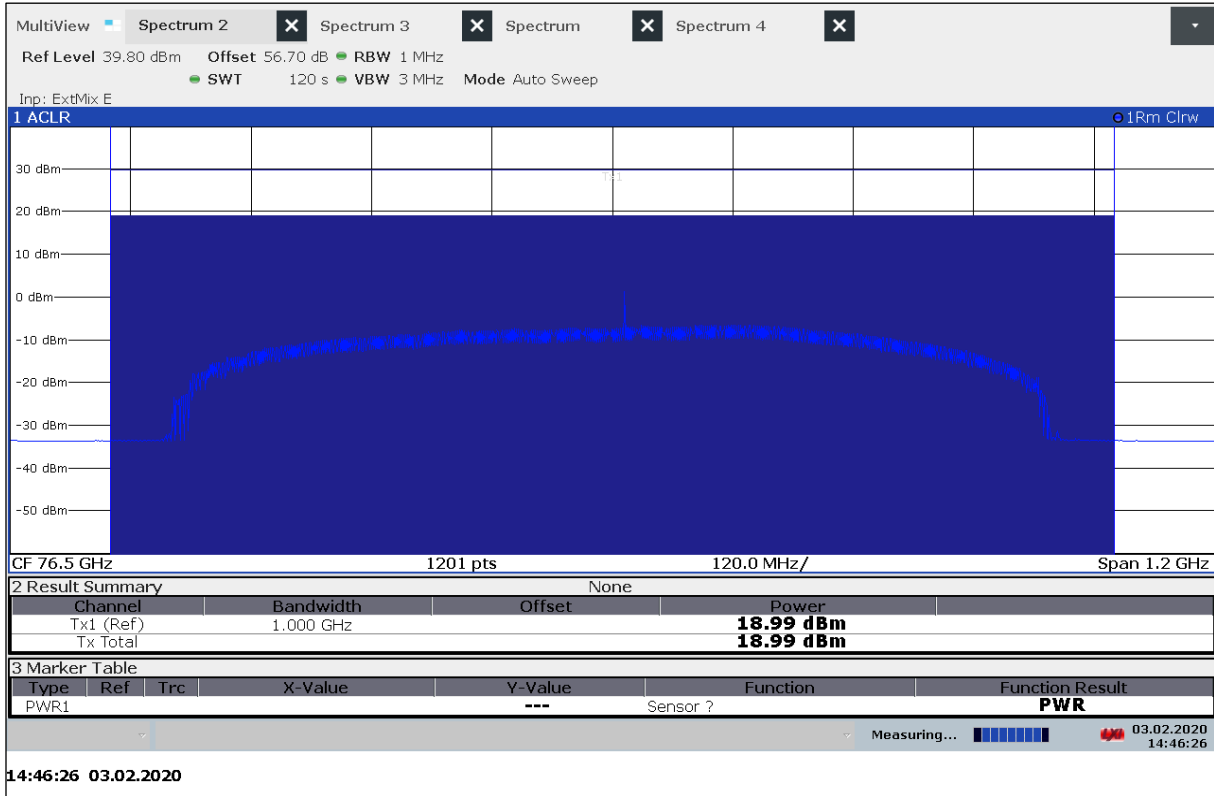 MultiView Spectrum 2 Spectrum 3 Spectrum Spectrum 4
Ref Level 39.80 dBm Offset 56.70 dB RBW 1 MHz
SWT 120 s VBW 3 MHz Mode Auto Sweep
Inp: ExtMix E
1 ACLR 1Rm Clrw
Tx1
30 dBm
20 dBm
10 dBm
0 dBm
-10 dBm
-20 dBm
-30 dBm
-40 dBm
-50 dBm
CF 76.5 GHz 1201 pts 120.0 MHz/ Span 1.2 GHz
2 Result Summary None
Channel Bandwidth Offset Power
Tx1 (Ref) 1.000 GHz 18.99 dBm
Tx Total 18.99 dBm
3 Marker Table
Type Ref Trc X-Value Y-Value Function Function Result
PWR1 --- Sensor ? PWR
Measuring... 03.02.2020
14:46:26
14:46:26 03.02.2020